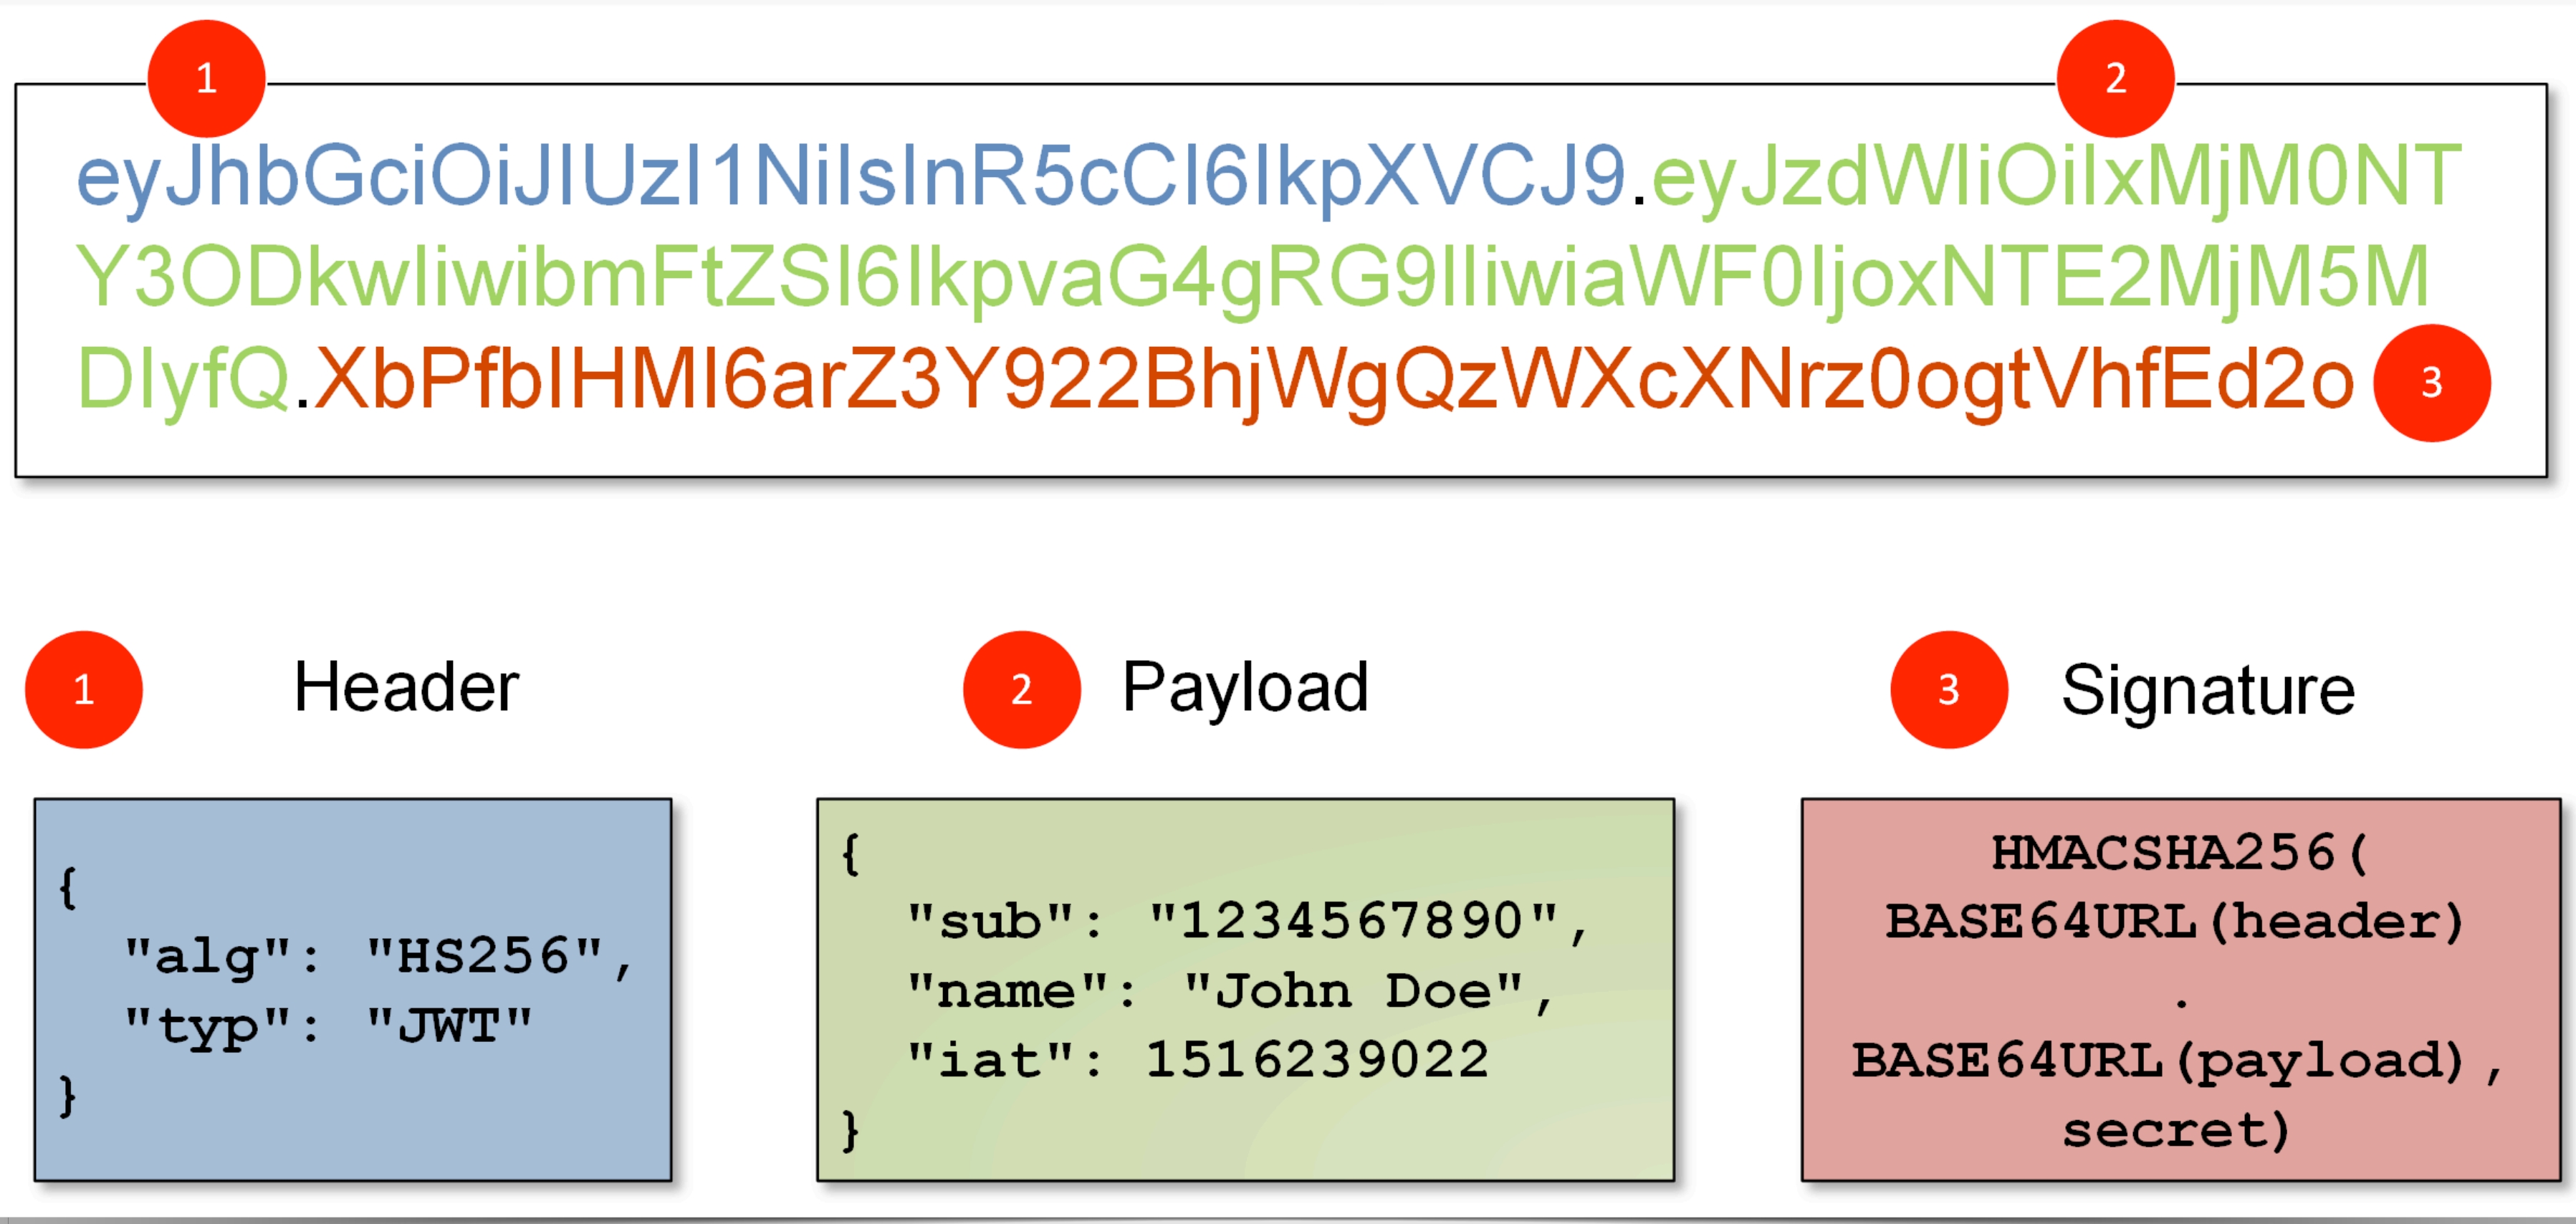 1
2
eyJhbGciOiJIUzI1NiIsInR5cCI6IkpXVCJ9.eyJzdWIiOiIxMjM0NT
Y3ODkwIiwibmFtZSI6IkpvaG4gRG9lIiwiaWF0IjoxNTE2MjM5M
DIyfQ.XbPfbIHMI6arZ3Y922BhjWgQzWXcXNrz0ogtVhfEd2o
3
1 Header
{
"alg": "HS256",
"typ": "JWT"
}
2 Payload
{
"sub": "1234567890",
"name": "John Doe",
"iat": 1516239022
}
3 Signature
HMACSHA256(
BASE64URL(header)
.
BASE64URL(payload),
secret)